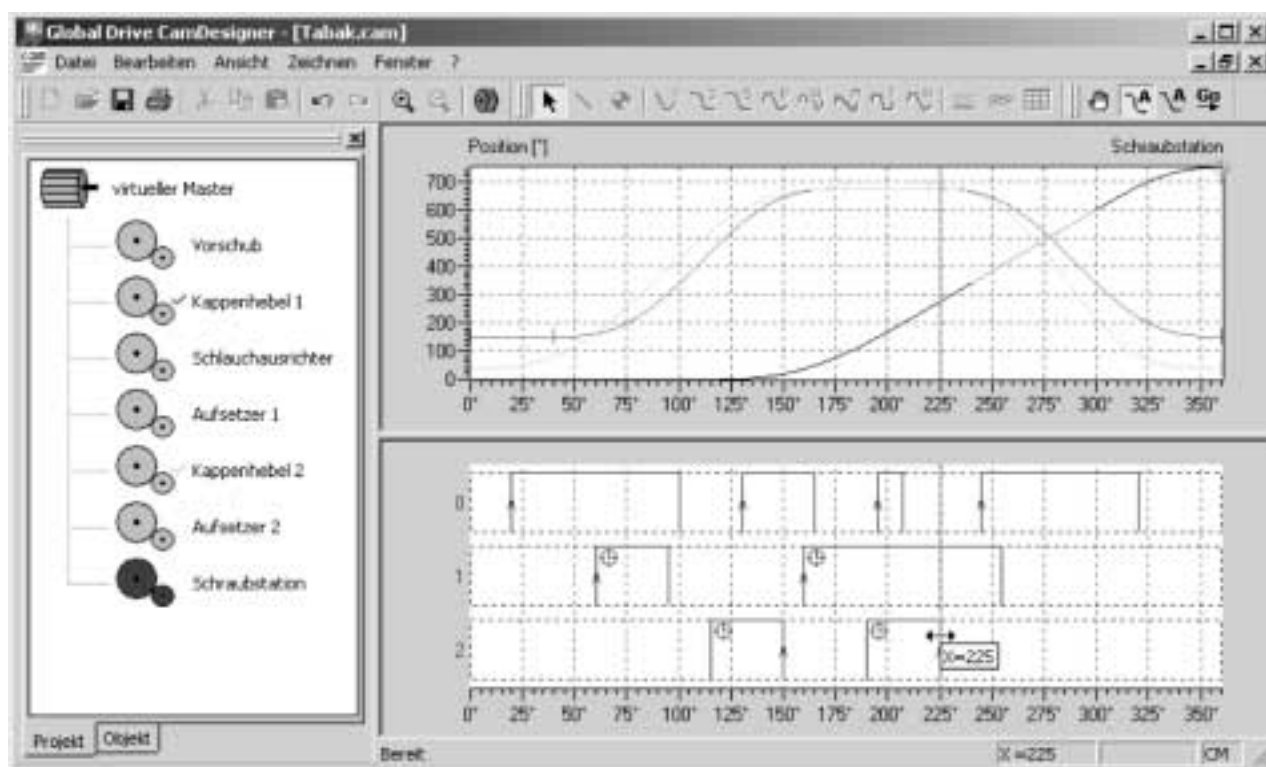 Global Drive CamDesigner - [Tabak.cam]
Datei Bearbeiten Ansicht Zeichnen Fenster ?
Go
virtueller Master
Vorschub
Kappenhebel 1
Schlauchausrichter
Aufsetzer 1
Kappenhebel 2
Aufsetzer 2
Schraubstation
Projekt Objekt
Position [°] Schraubstation
700
600
500
400
300
200
100
0
0° 25° 50° 75° 100° 125° 150° 175° 200° 225° 250° 275° 300° 325° 350°
0
1
2
X=225
0° 25° 50° 75° 100° 125° 150° 175° 200° 225° 250° 275° 300° 325° 350°
Bereit X =225 CM